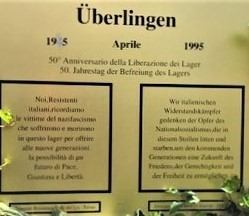 Überlingen
1945 Aprile 1995
50° Anniversario della Liberazione dei Lager
50. Jahrestag der Befreiung des Lagers
Noi, Resistenti
italiani, ricordiamo
le vittime del nazifascismo
che soffrirono e morirono
in questo lager per offrire
alle nuove generazioni
la possibilità di un
futuro di Pace,
Giustizia e Libertà.
Wir italienischen
Widerstandskämpfer
gedenken der Opfer des
Nationalsozialismus, die in
diesem Stollen litten und
starben, um den kommenden
Generationen eine Zukunft des
Friedens, der Gerechtigkeit und
der Freiheit zu ermöglichen